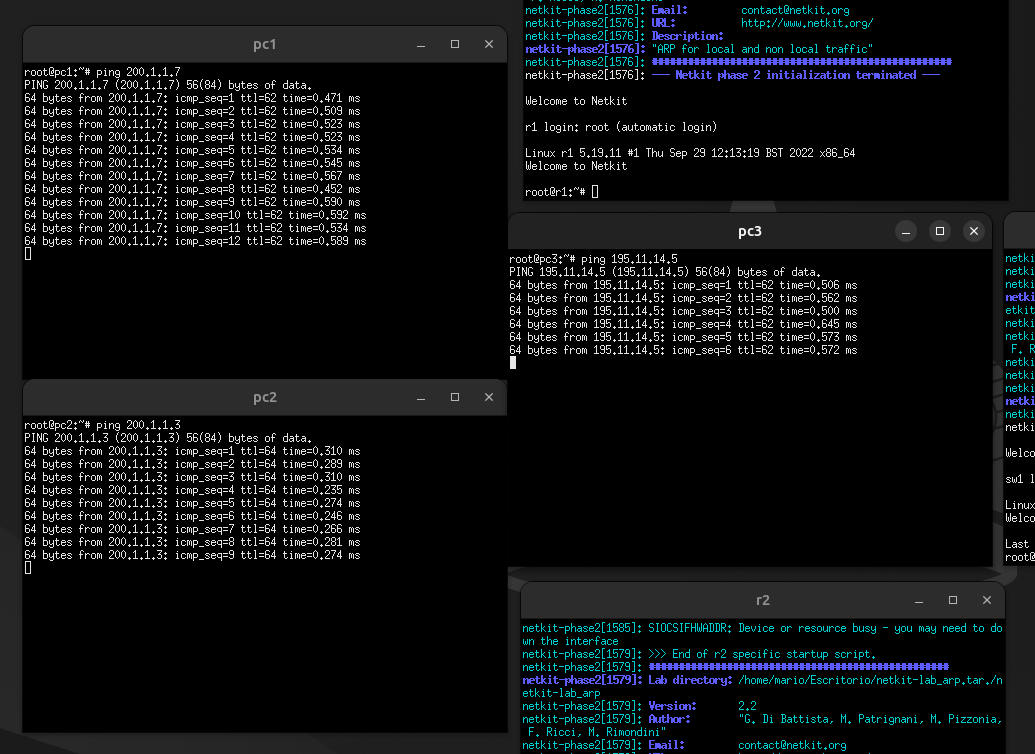 pc1
root@pc1:~# ping 200.1.1.7
PING 200.1.1.7 (200.1.1.7) 56(84) bytes of data.
64 bytes from 200.1.1.7: icmp_seq=1 ttl=62 time=0.471 ms
64 bytes from 200.1.1.7: icmp_seq=2 ttl=62 time=0.509 ms
64 bytes from 200.1.1.7: icmp_seq=3 ttl=62 time=0.523 ms
64 bytes from 200.1.1.7: icmp_seq=4 ttl=62 time=0.523 ms
64 bytes from 200.1.1.7: icmp_seq=5 ttl=62 time=0.534 ms
64 bytes from 200.1.1.7: icmp_seq=6 ttl=62 time=0.545 ms
64 bytes from 200.1.1.7: icmp_seq=7 ttl=62 time=0.567 ms
64 bytes from 200.1.1.7: icmp_seq=8 ttl=62 time=0.452 ms
64 bytes from 200.1.1.7: icmp_seq=9 ttl=62 time=0.590 ms
64 bytes from 200.1.1.7: icmp_seq=10 ttl=62 time=0.592 ms
64 bytes from 200.1.1.7: icmp_seq=11 ttl=62 time=0.534 ms
64 bytes from 200.1.1.7: icmp_seq=12 ttl=62 time=0.589 ms
netkit-phase2[1576]: Email: contact@netkit.org
netkit-phase2[1576]: URL: http://www.netkit.org/
netkit-phase2[1576]: Description:
netkit-phase2[1576]: "ARP for local and non local traffic"
netkit-phase2[1576]: ##################################################
netkit-phase2[1576]: --- Netkit phase 2 initialization terminated ---
Welcome to Netkit
r1 login: root (automatic login)
Linux r1 5.19.11 #1 Thu Sep 29 12:13:19 BST 2022 x86_64
Welcome to Netkit
root@r1:~#
pc3
root@pc3:~# ping 195.11.14.5
PING 195.11.14.5 (195.11.14.5) 56(84) bytes of data.
64 bytes from 195.11.14.5: icmp_seq=1 ttl=62 time=0.506 ms
64 bytes from 195.11.14.5: icmp_seq=2 ttl=62 time=0.562 ms
64 bytes from 195.11.14.5: icmp_seq=3 ttl=62 time=0.500 ms
64 bytes from 195.11.14.5: icmp_seq=4 ttl=62 time=0.645 ms
64 bytes from 195.11.14.5: icmp_seq=5 ttl=62 time=0.573 ms
64 bytes from 195.11.14.5: icmp_seq=6 ttl=62 time=0.572 ms
netki
netki
netki
netki
etkit
netki
netki
F. R
netki
netki
netki
netki
netki
netki
Welco
sw1 l
Linux
Welco
Last
root@
pc2
root@pc2:~# ping 200.1.1.3
PING 200.1.1.3 (200.1.1.3) 56(84) bytes of data.
64 bytes from 200.1.1.3: icmp_seq=1 ttl=64 time=0.310 ms
64 bytes from 200.1.1.3: icmp_seq=2 ttl=64 time=0.289 ms
64 bytes from 200.1.1.3: icmp_seq=3 ttl=64 time=0.310 ms
64 bytes from 200.1.1.3: icmp_seq=4 ttl=64 time=0.235 ms
64 bytes from 200.1.1.3: icmp_seq=5 ttl=64 time=0.274 ms
64 bytes from 200.1.1.3: icmp_seq=6 ttl=64 time=0.246 ms
64 bytes from 200.1.1.3: icmp_seq=7 ttl=64 time=0.266 ms
64 bytes from 200.1.1.3: icmp_seq=8 ttl=64 time=0.281 ms
64 bytes from 200.1.1.3: icmp_seq=9 ttl=64 time=0.274 ms
r2
netkit-phase2[1585]: SIOCSIFHWADDR: Device or resource busy - you may need to do
wn the interface
netkit-phase2[1579]: >>> End of r2 specific startup script.
netkit-phase2[1579]: ##################################################
netkit-phase2[1579]: Lab directory: /home/mario/Escritorio/netkit-lab_arp.tar./n
etkit-lab_arp
netkit-phase2[1579]: Version: 2.2
netkit-phase2[1579]: Author: "G. Di Battista, M. Patrignani, M. Pizzonia,
F. Ricci, M. Rimondini"
netkit-phase2[1579]: Email: contact@netkit.org